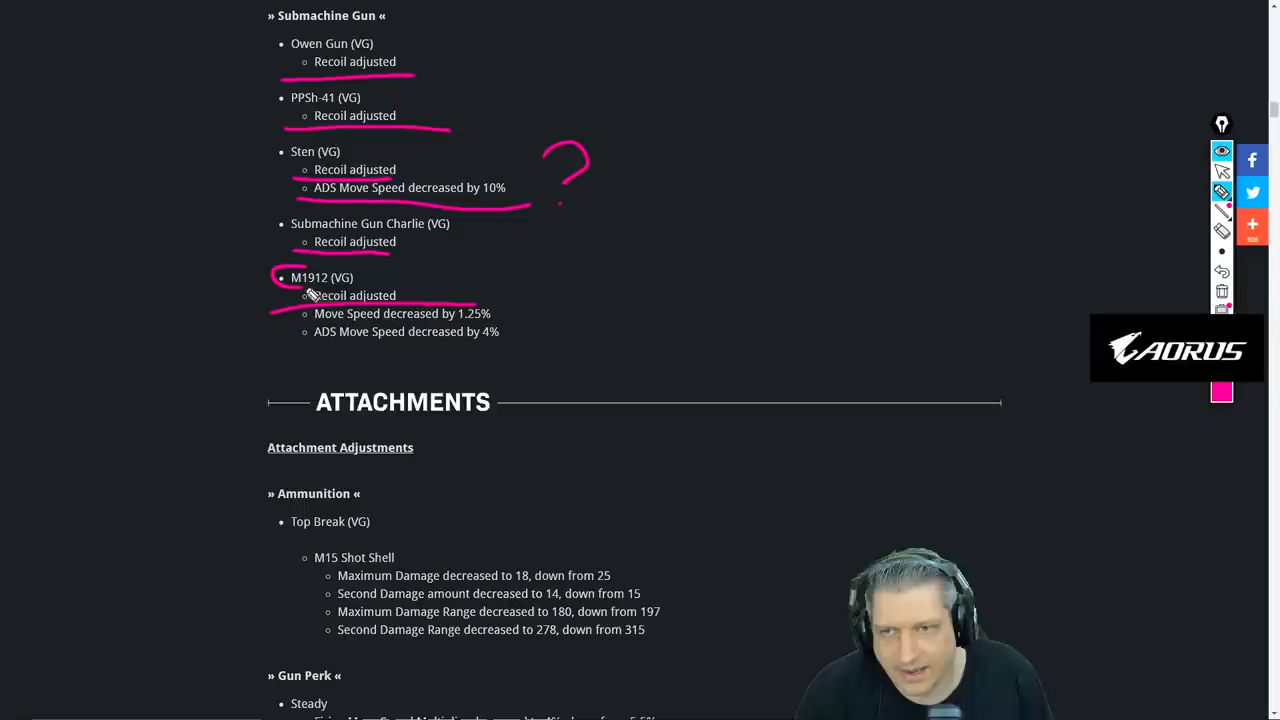 » Submachine Gun «
Owen Gun (VG)
Recoil adjusted
PPSh-41 (VG)
Recoil adjusted
Sten (VG)
Recoil adjusted
ADS Move Speed decreased by 10%
?
Submachine Gun Charlie (VG)
Recoil adjusted
M1912 (VG)
Recoil adjusted
Move Speed decreased by 1.25%
ADS Move Speed decreased by 4%
505
AORUS
ATTACHMENTS
Attachment Adjustments
» Ammunition «
Top Break (VG)
M15 Shot Shell
Maximum Damage decreased to 18, down from 25
Second Damage amount decreased to 14, down from 15
Maximum Damage Range decreased to 180, down from 197
Second Damage Range decreased to 278, down from 315
» Gun Perk «
Steady